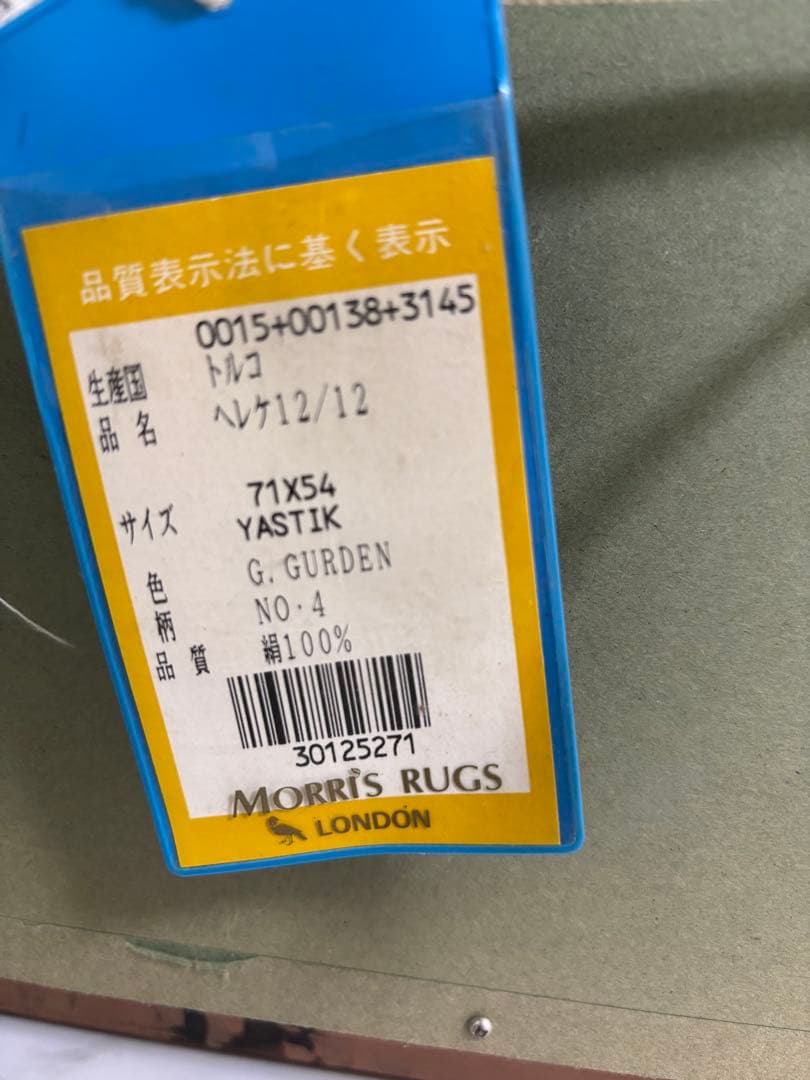 品質表示法に基く表示
0015+00138+3145
生産国 トルコ
品名 ヘレケ12/12
71X54
サイズ YASTIK
色 G.GURDEN
柄 NO・4
品質 絹100%
30125271
MORRIS RUGS
LONDON